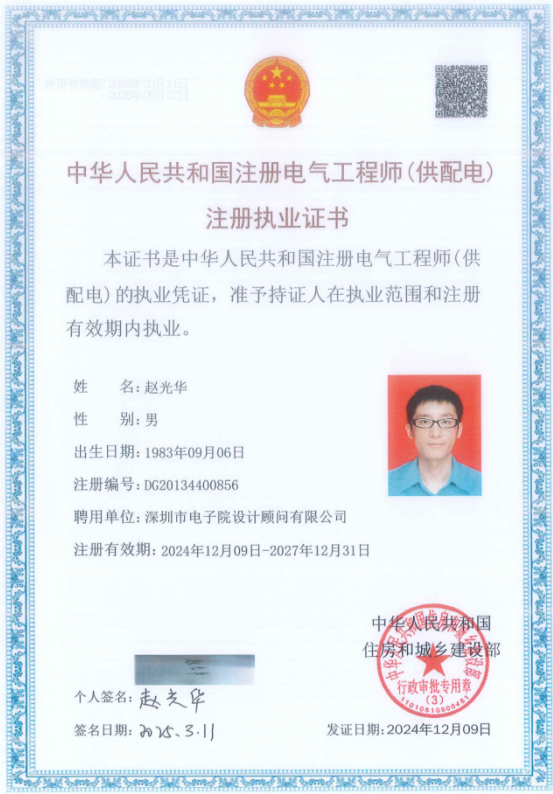 中华人民共和国注册电气工程师(供配电)
注册执业证书
本证书是中华人民共和国注册电气工程师(供
配电)的执业凭证，准予持证人在执业范围和注册
有效期内执业。
姓 名: 赵光华
性 别: 男
出生日期: 1983年09月06日
注册编号: DG20134400856
聘用单位: 深圳市电子院设计顾问有限公司
注册有效期: 2024年12月09日-2027年12月31日
中华人民共和国
住房和城乡建设部
行政审批专用章
(3)
个人签名: 赵光华
签名日期: 2025.3.11
发证日期: 2024年12月09日